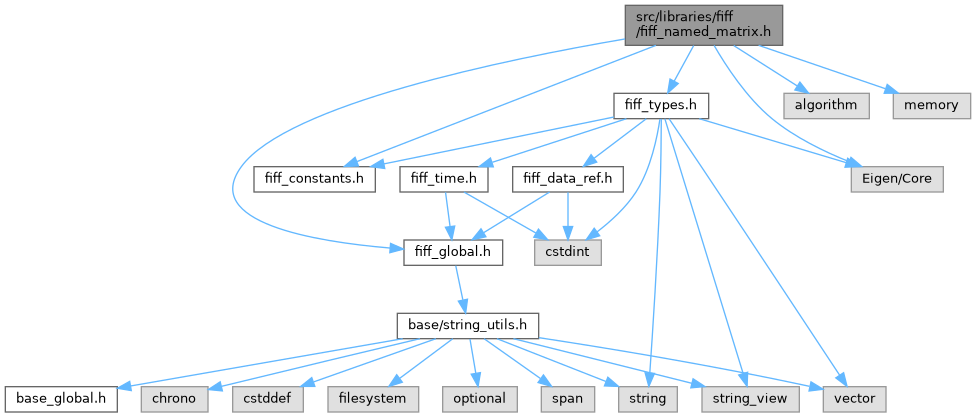 src/libraries/fiff
/fiff_named_matrix.h
fiff_types.h
algorithm
memory
fiff_constants.h
fiff_time.h
fiff_data_ref.h
Eigen/Core
fiff_global.h
cstdint
base/string_utils.h
base_global.h
chrono
cstddef
filesystem
optional
span
string
string_view
vector